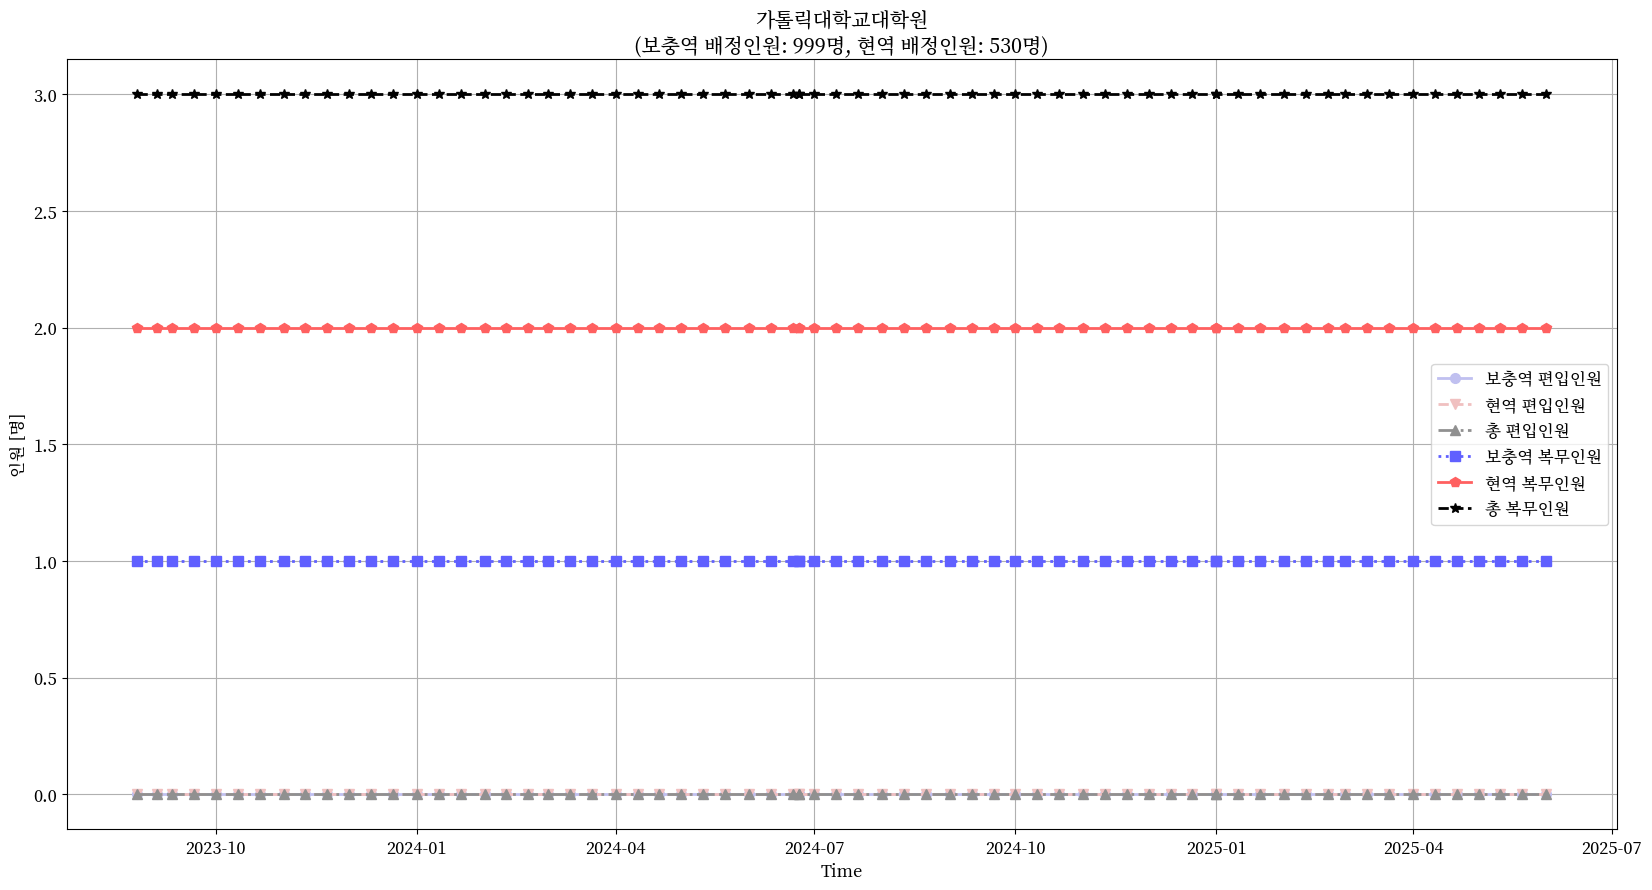 가톨릭대학교대학원
(보충역 배정인원: 999명, 현역 배정인원: 530명)
3.0
2.5
2.0
1.5
1.0
0.5
0.0
인원 [명]
보충역 편입인원
현역 편입인원
총 편입인원
보충역 복무인원
현역 복무인원
총 복무인원
2023-10
2024-01
2024-04
2024-07
2024-10
2025-01
2025-04
2025-07
Time